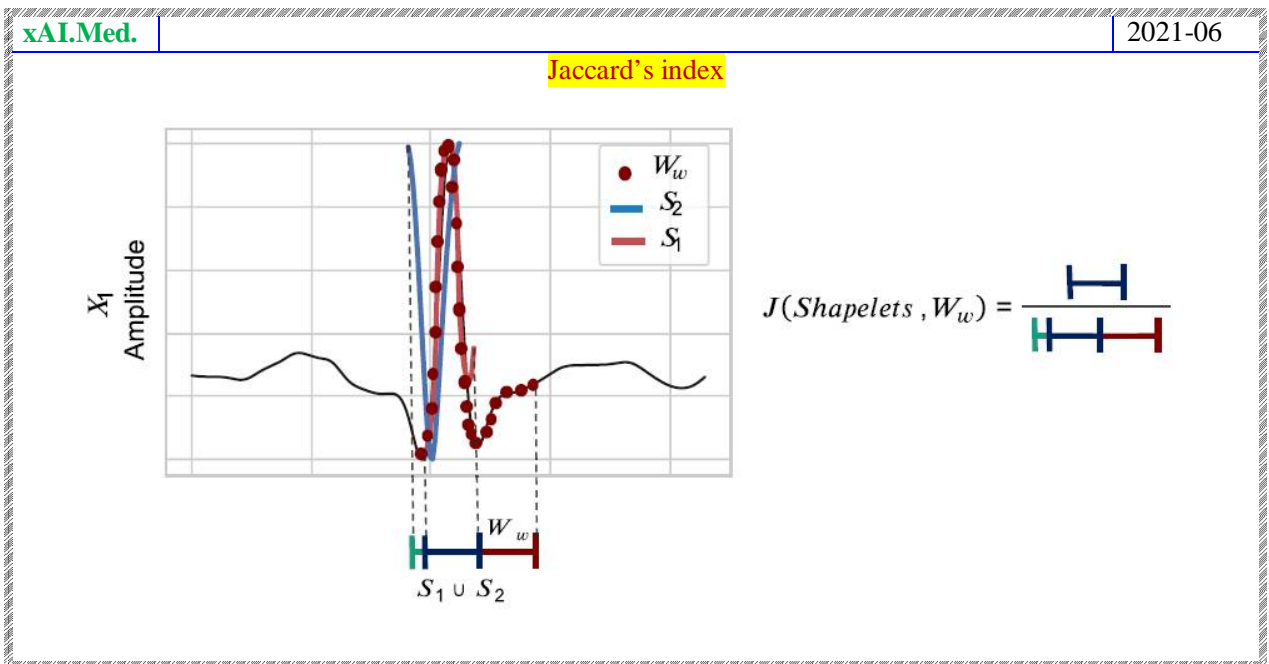 xAI.Med. 2021-06
Jaccard's index
W_w
S_2
S_1
X_1
Amplitude
J(Shapelets , W_w) =
W_w
S_1 ∪ S_2